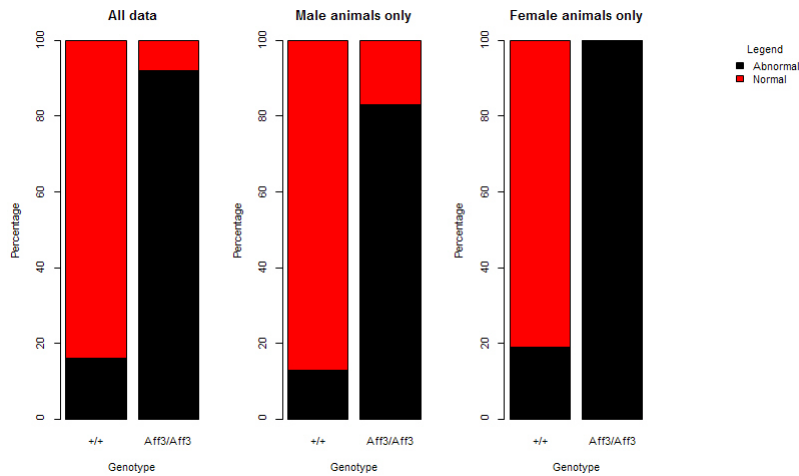 All data
Percentage
100
80
60
40
20
0
+/+ Aff3/Aff3
Genotype
Male animals only
Percentage
100
80
60
40
20
0
+/+ Aff3/Aff3
Genotype
Female animals only
Percentage
100
80
60
40
20
0
+/+ Aff3/Aff3
Genotype
Legend
Abnormal
Normal